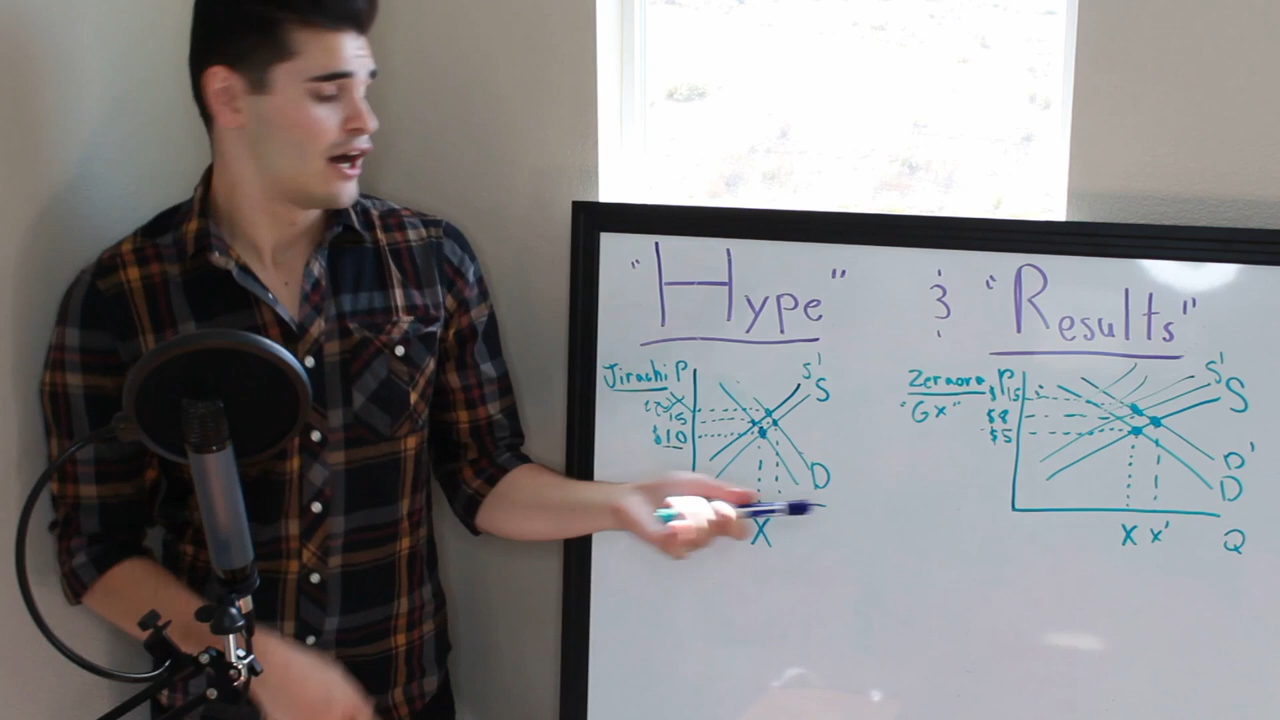 "Hype" & "Results"
Jirachi P
15
$10
S'
S
D
X
Zeraora P
"Gx"
$15
$8
$5
S'
S
D'
D
X X'
Q